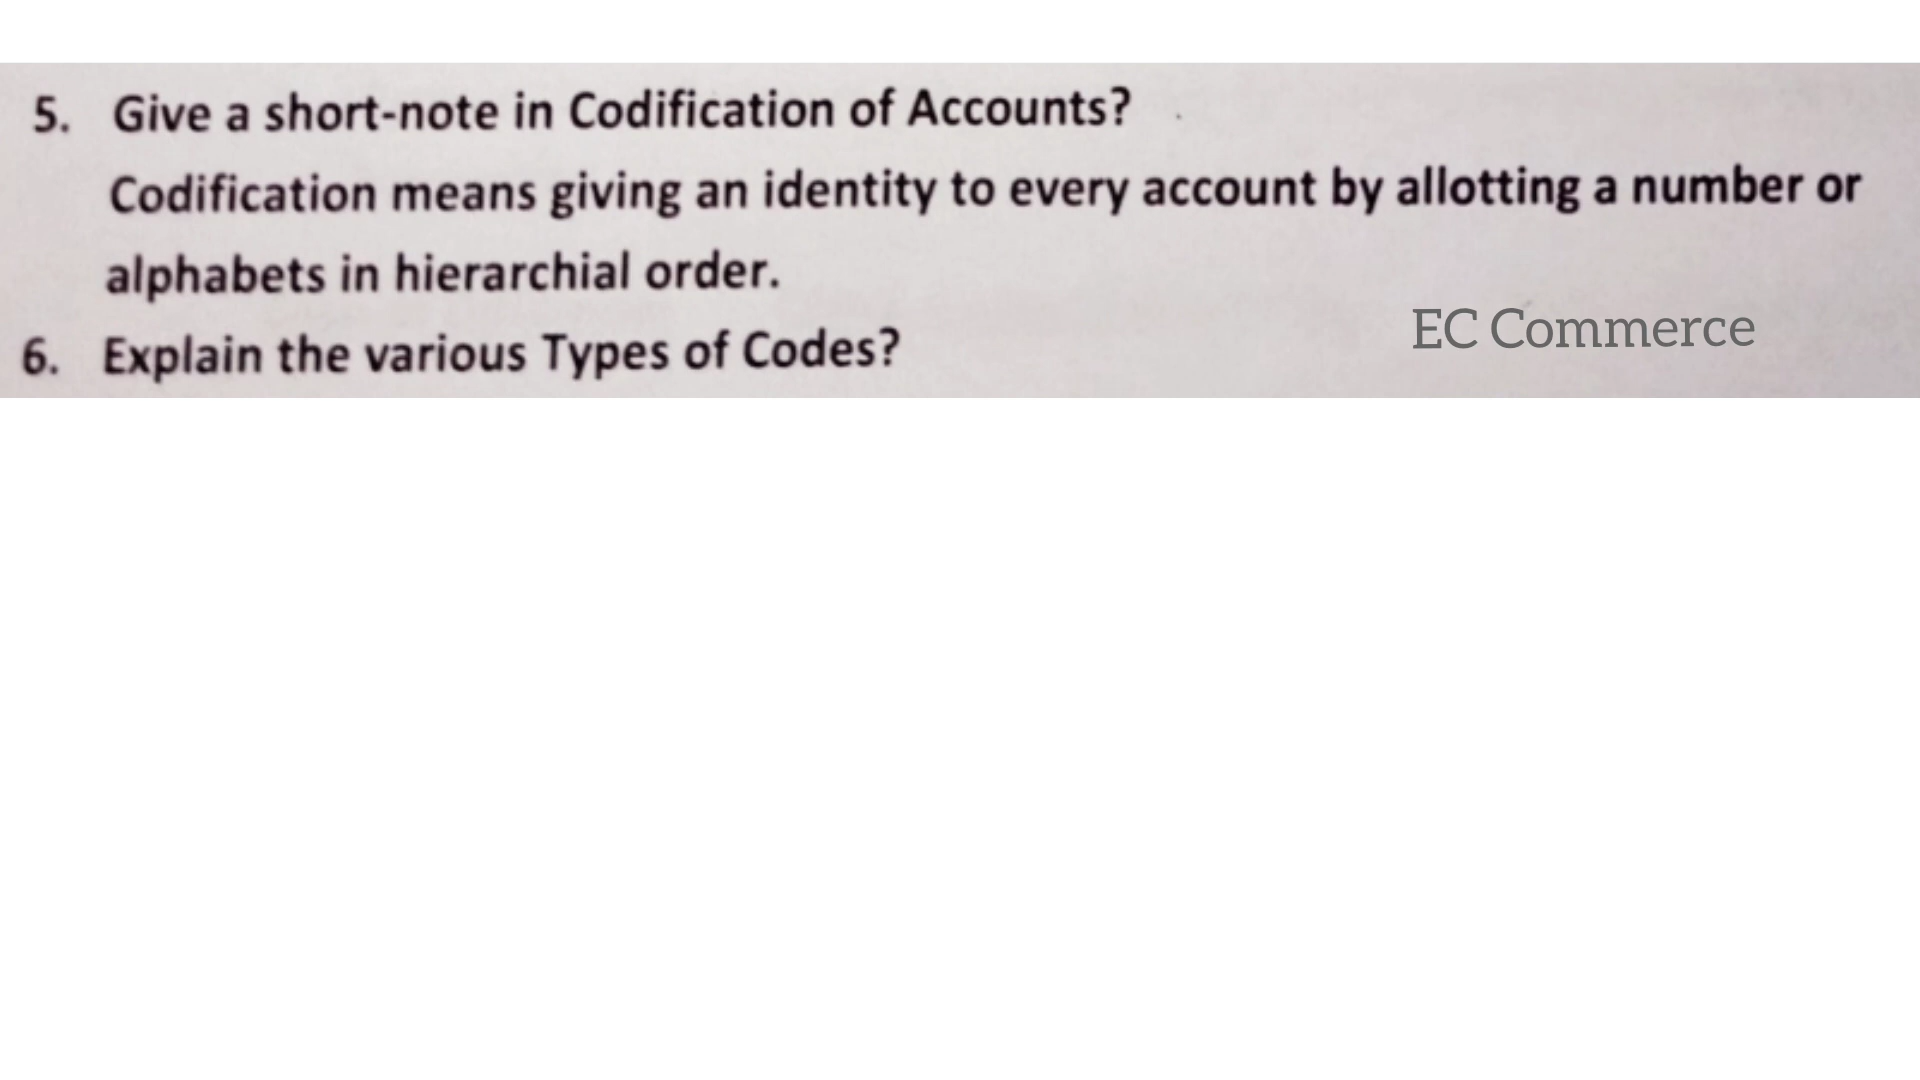 5. Give a short-note in Codification of Accounts?
Codification means giving an identity to every account by allotting a number or
alphabets in hierarchial order.
6. Explain the various Types of Codes?
EC Commerce